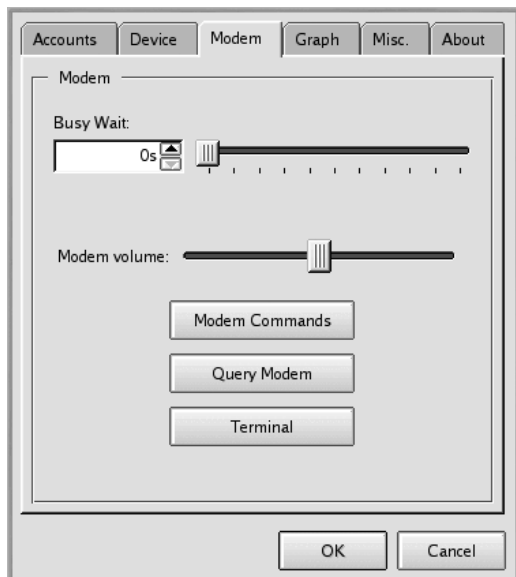 Accounts Device Modem Graph Misc. About
Modem
Busy Wait:
0s
Modem volume:
Modem Commands
Query Modem
Terminal
OK Cancel